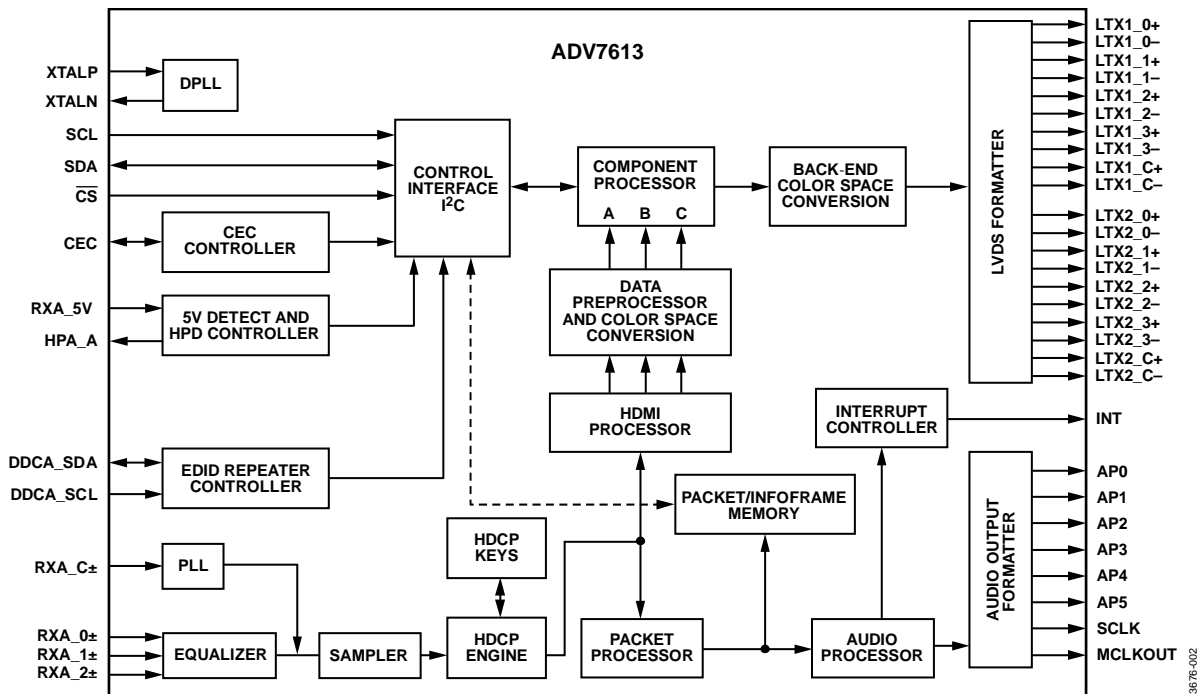 ADV7613
XTALP
XTALN
DPLL
SCL
SDA
CS
CONTROL
INTERFACE
I²C
CEC
CEC
CONTROLLER
RXA_5V
HPA_A
5V DETECT AND
HPD CONTROLLER
DDCA_SDA
DDCA_SCL
EDID REPEATER
CONTROLLER
RXA_C±
PLL
RXA_0±
RXA_1±
RXA_2±
EQUALIZER
SAMPLER
HDCP
KEYS
HDCP
ENGINE
COMPONENT
PROCESSOR
A B C
DATA
PREPROCESSOR
AND COLOR SPACE
CONVERSION
HDMI
PROCESSOR
PACKET/INFOFRAME
MEMORY
PACKET
PROCESSOR
AUDIO
PROCESSOR
INTERRUPT
CONTROLLER
BACK-END
COLOR SPACE
CONVERSION
LVDS FORMATTER
AUDIO OUTPUT
FORMATTER
LTX1_0+
LTX1_0–
LTX1_1+
LTX1_1–
LTX1_2+
LTX1_2–
LTX1_3+
LTX1_3–
LTX1_C+
LTX1_C–
LTX2_0+
LTX2_0–
LTX2_1+
LTX2_1–
LTX2_2+
LTX2_2–
LTX2_3+
LTX2_3–
LTX2_C+
LTX2_C–
INT
AP0
AP1
AP2
AP3
AP4
AP5
SCLK
MCLKOUT